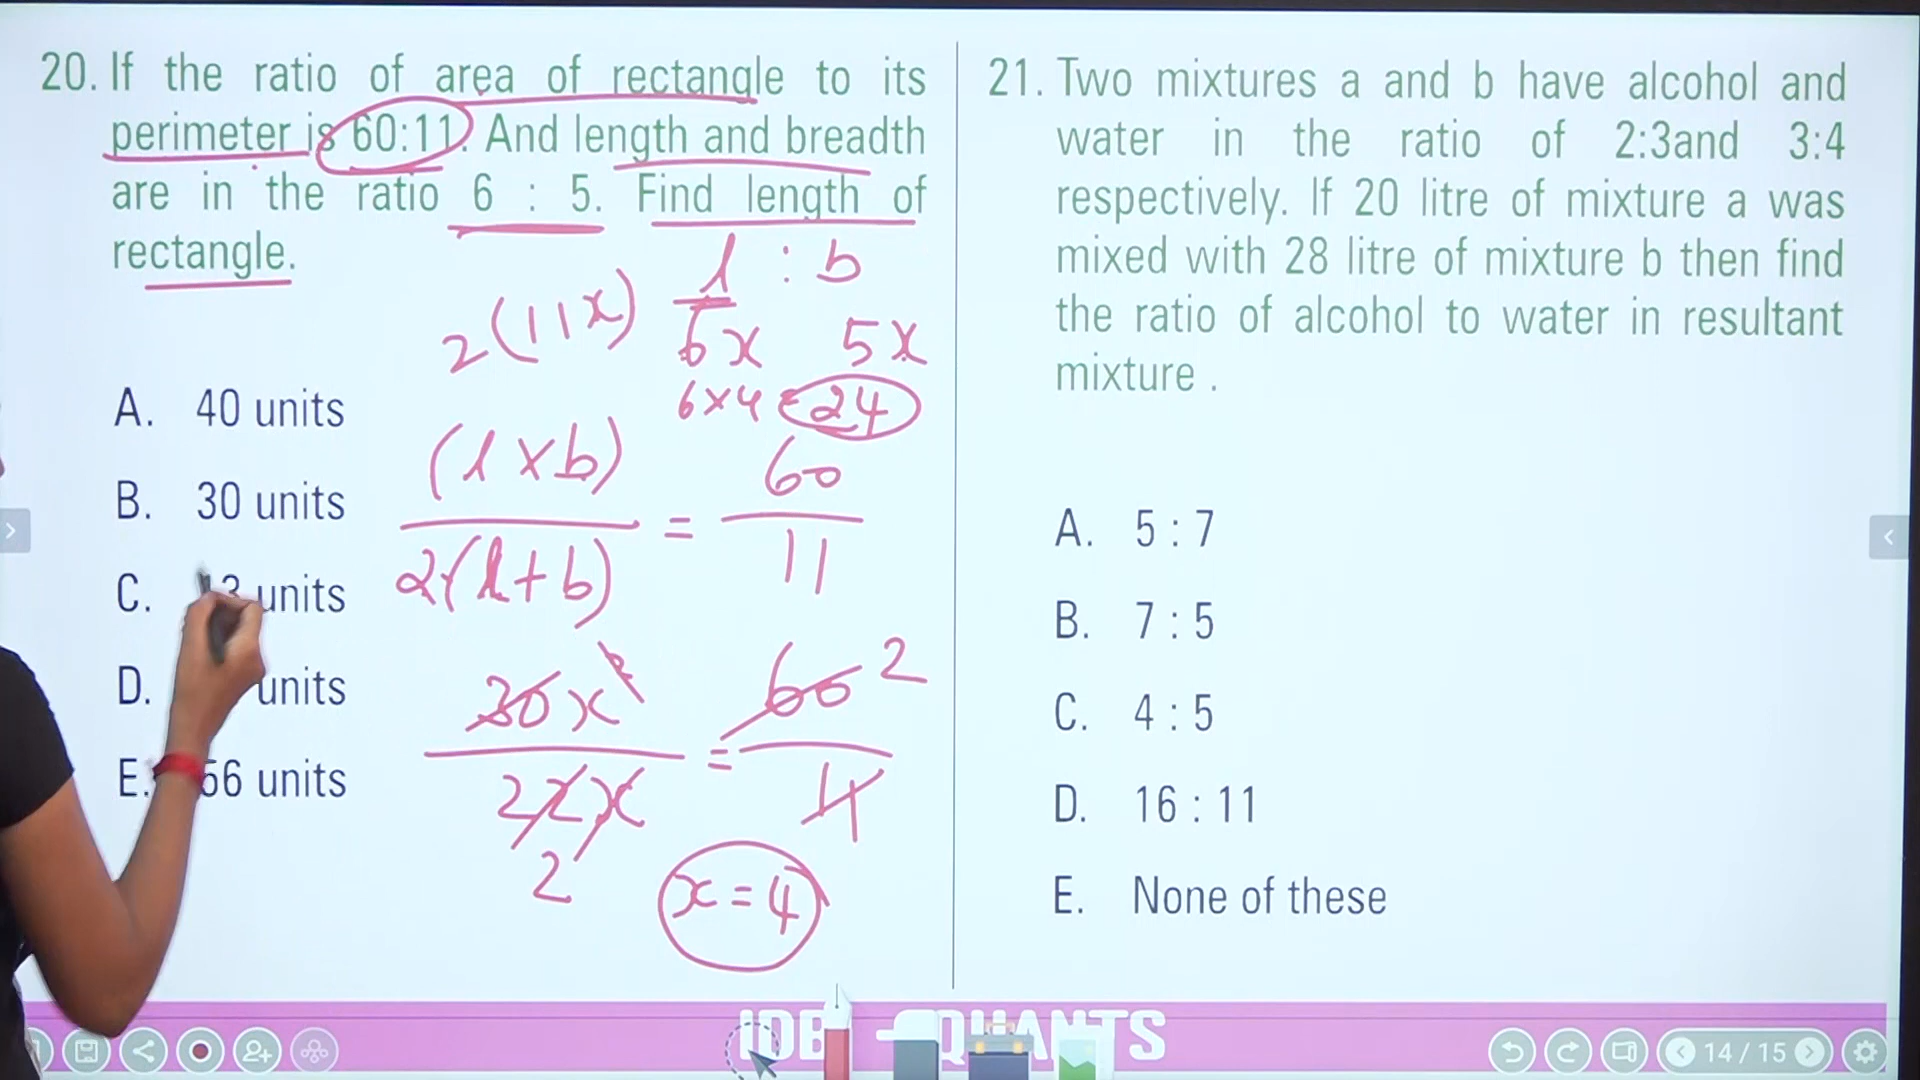 20. If the ratio of area of rectangle to its
perimeter is 60:11. And length and breadth
are in the ratio 6 : 5. Find length of
rectangle.
l : b
2(11x) 6x 5x
6×4 = 24
A. 40 units
B. 30 units
C. units
D. units
E. 56 units
(l×b) / 2(l+b) = 60 / 11
30x² / 22x = 60 / 11
2
2
x = 4
21. Two mixtures a and b have alcohol and
water in the ratio of 2:3and 3:4
respectively. If 20 litre of mixture a was
mixed with 28 litre of mixture b then find
the ratio of alcohol to water in resultant
mixture .
A. 5 : 7
B. 7 : 5
C. 4 : 5
D. 16 : 11
E. None of these
QUANTS
14 / 15